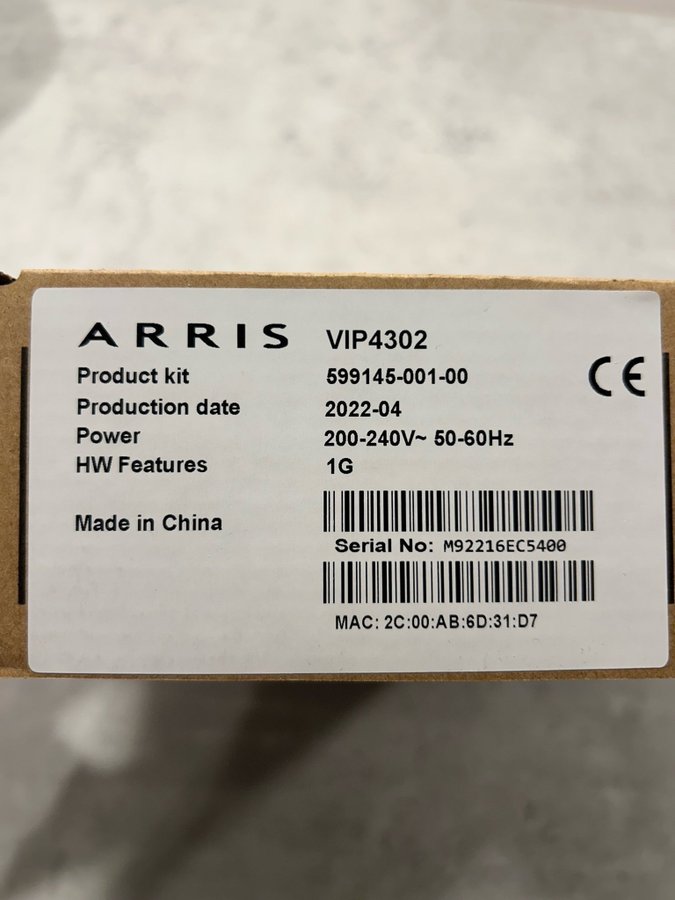 ARRIS VIP4302
Product kit 599145-001-00
Production date 2022-04
Power 200-240V~ 50-60Hz
HW Features 1G
CE
Made in China
Serial No: M92216EC5400
MAC: 2C:00:AB:6D:31:D7